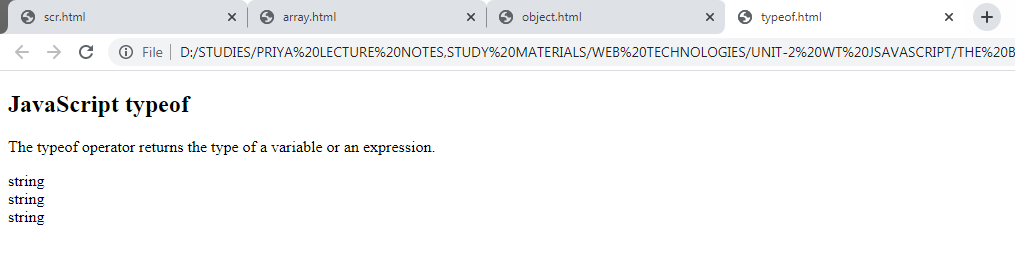 scr.html
array.html
object.html
typeof.html
File D:/STUDIES/PRIYA%20LECTURE%20NOTES,STUDY%20MATERIALS/WEB%20TECHNOLOGIES/UNIT-2%20WT%20JSAVASCRIPT/THE%20B
JavaScript typeof
The typeof operator returns the type of a variable or an expression.
string
string
string